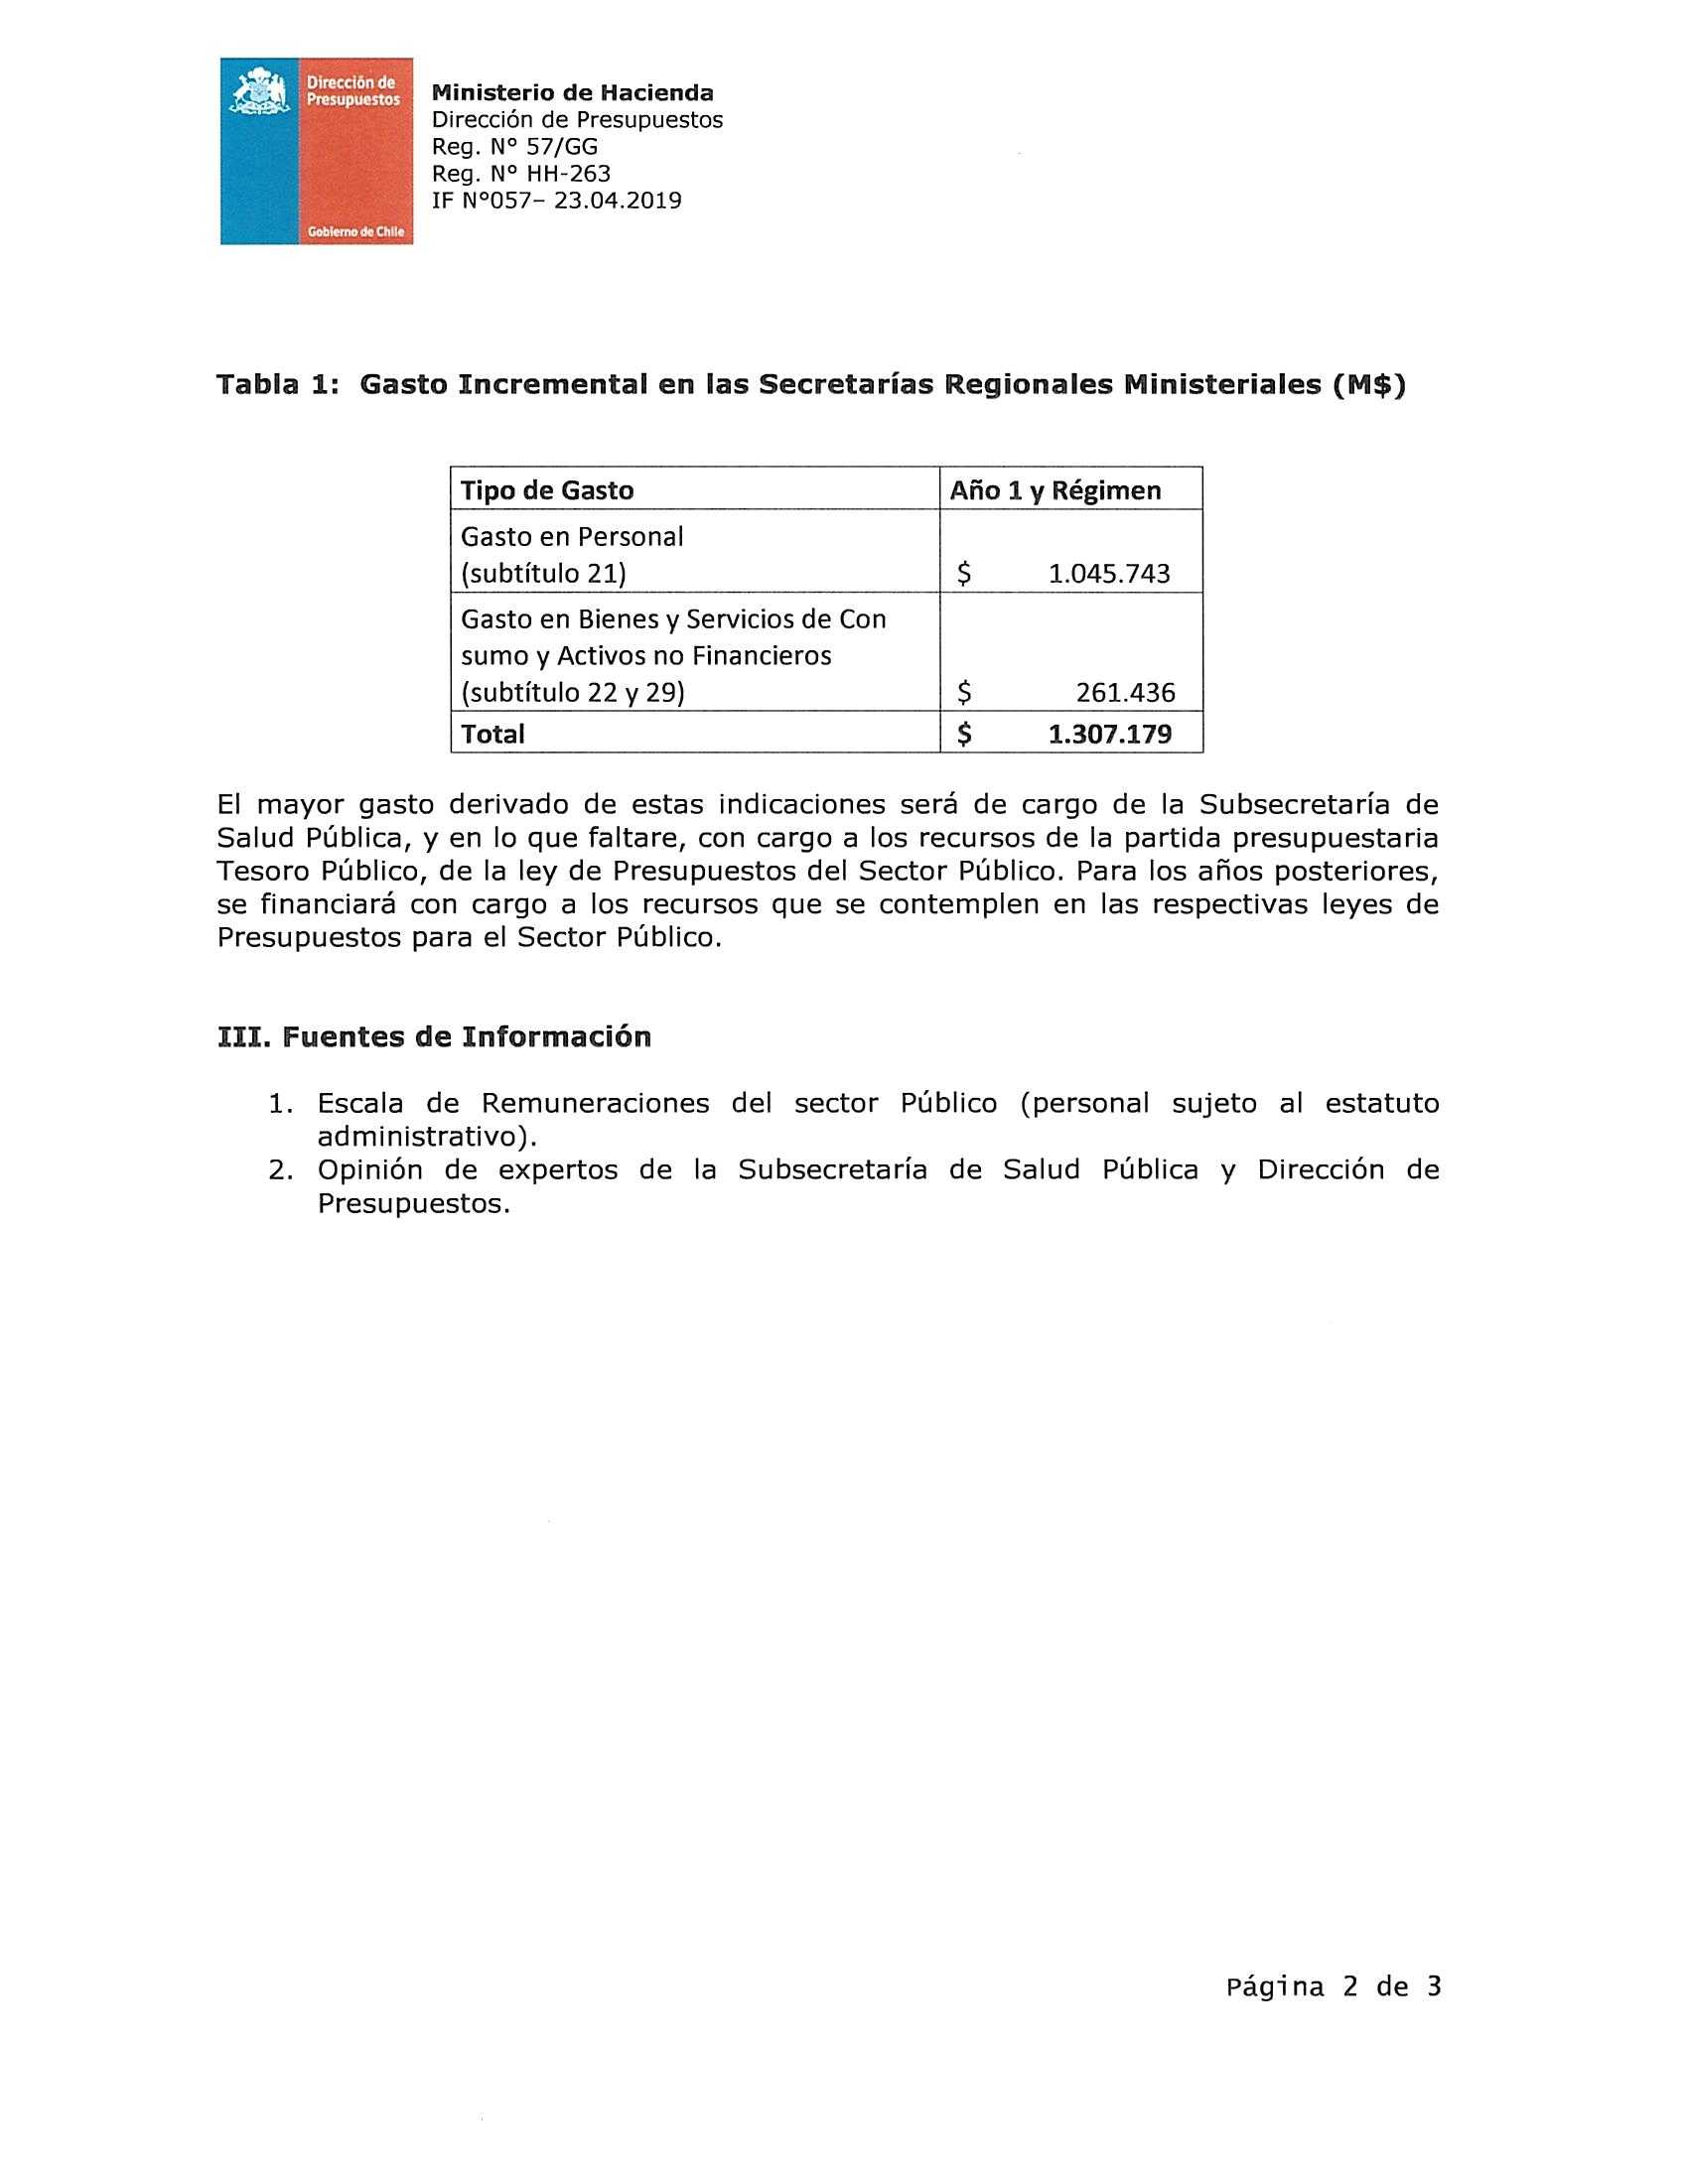 Dirección de
Presupuestos
Gobierno de Chile
Ministerio de Hacienda
Dirección de Presupuestos
Reg. Nº 57/GG
Reg. Nº HH-263
IF Nº057– 23.04.2019
Tabla 1: Gasto Incremental en las Secretarías Regionales Ministeriales (M$)
Tipo de Gasto Año 1 y Régimen
Gasto en Personal
(subtítulo 21) $ 1.045.743
Gasto en Bienes y Servicios de Con
sumo y Activos no Financieros
(subtítulo 22 y 29) $ 261.436
Total $ 1.307.179
El mayor gasto derivado de estas indicaciones será de cargo de la Subsecretaría de
Salud Pública, y en lo que faltare, con cargo a los recursos de la partida presupuestaria
Tesoro Público, de la ley de Presupuestos del Sector Público. Para los años posteriores,
se financiará con cargo a los recursos que se contemplen en las respectivas leyes de
Presupuestos para el Sector Público.
III. Fuentes de Información
1. Escala de Remuneraciones del sector Público (personal sujeto al estatuto
administrativo).
2. Opinión de expertos de la Subsecretaría de Salud Pública y Dirección de
Presupuestos.
Página 2 de 3